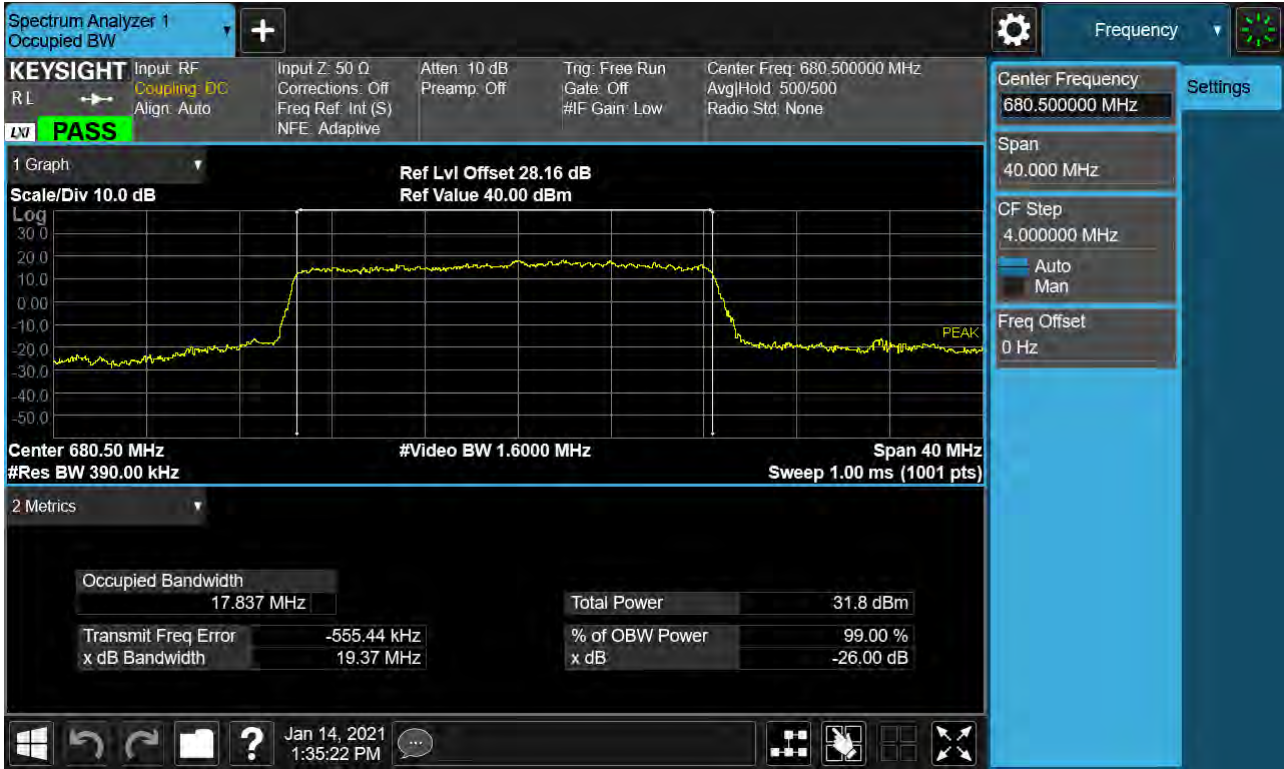 Spectrum Analyzer 1
Occupied BW
+
Frequency
KEYSIGHT
RL
LXI
PASS
Input: RF
Coupling: DC
Align: Auto
Input Z: 50 Ω
Corrections: Off
Freq Ref: Int (S)
NFE: Adaptive
Atten: 10 dB
Preamp: Off
Trig: Free Run
Gate: Off
#IF Gain: Low
Center Freq: 680.500000 MHz
Avg|Hold: 500/500
Radio Std: None
Center Frequency
680.500000 MHz
Settings
Span
40.000 MHz
CF Step
4.000000 MHz
Auto
Man
Freq Offset
0 Hz
1 Graph
Scale/Div 10.0 dB
Ref Lvl Offset 28.16 dB
Ref Value 40.00 dBm
Log
30.0
20.0
10.0
0.00
-10.0
-20.0
-30.0
-40.0
-50.0
PEAK
Center 680.50 MHz
#Video BW 1.6000 MHz
Span 40 MHz
#Res BW 390.00 kHz
Sweep 1.00 ms (1001 pts)
2 Metrics
Occupied Bandwidth
17.837 MHz
Total Power 31.8 dBm
Transmit Freq Error -555.44 kHz
% of OBW Power 99.00 %
x dB Bandwidth 19.37 MHz
x dB -26.00 dB
?
Jan 14, 2021
1:35:22 PM